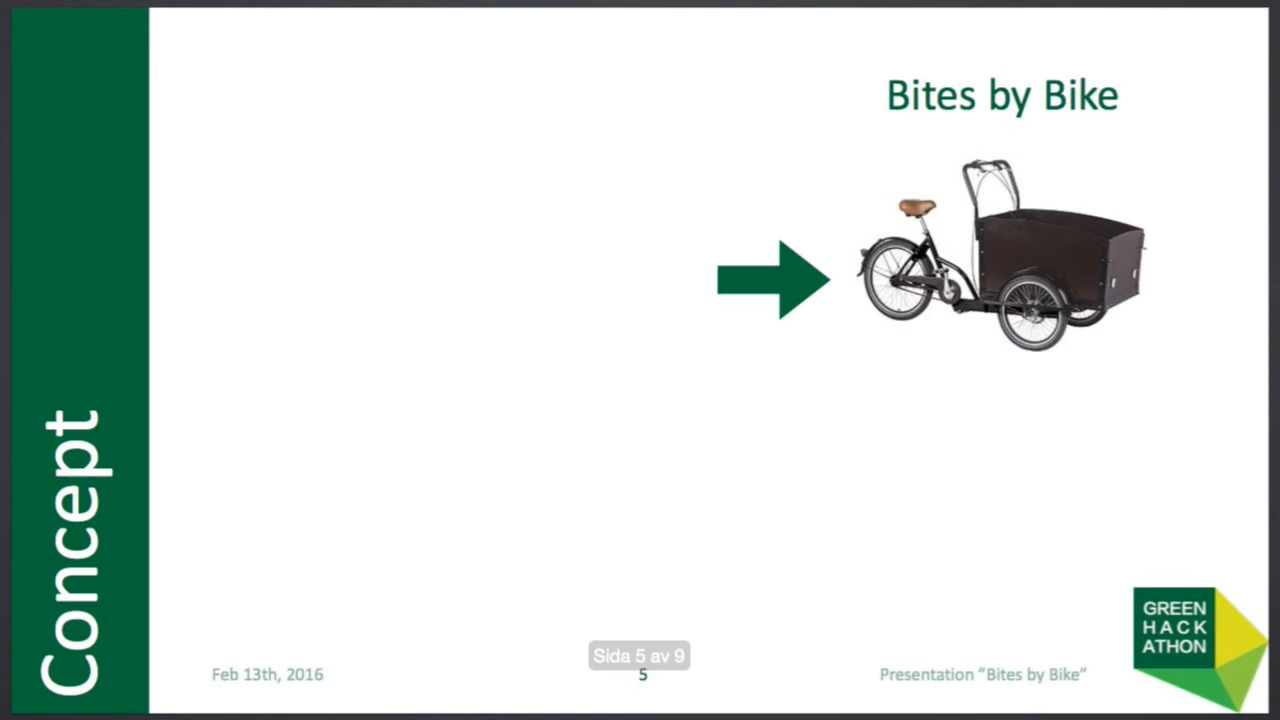 Bites by Bike
Concept
GREEN
HACK
ATHON
Sida 5 av 9
Feb 13th, 2016
5
Presentation "Bites by Bike"